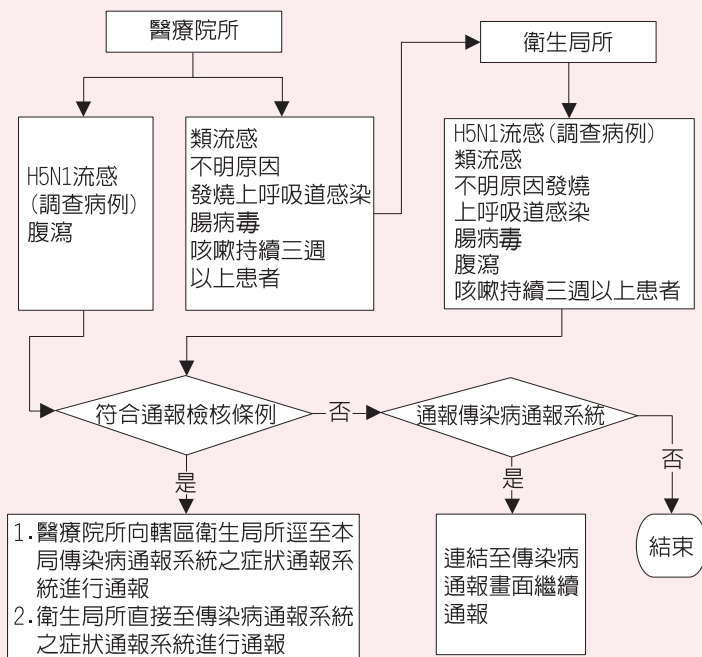 醫療院所
衛生局所
H5N1流感
(調查病例)
腹瀉
類流感
不明原因
發燒上呼吸道感染
腸病毒
咳嗽持續三週
以上患者
H5N1流感(調查病例)
類流感
不明原因發燒
上呼吸道感染
腸病毒
腹瀉
咳嗽持續三週以上患者
符合通報檢核條例
否
通報傳染病通報系統
是
是
否
1.醫療院所向轄區衛生局所逕至本
局傳染病通報系統之症狀通報系
統進行通報
2.衛生局所直接至傳染病通報系統
之症狀通報系統進行通報
連結至傳染病
通報畫面繼續
通報
結束